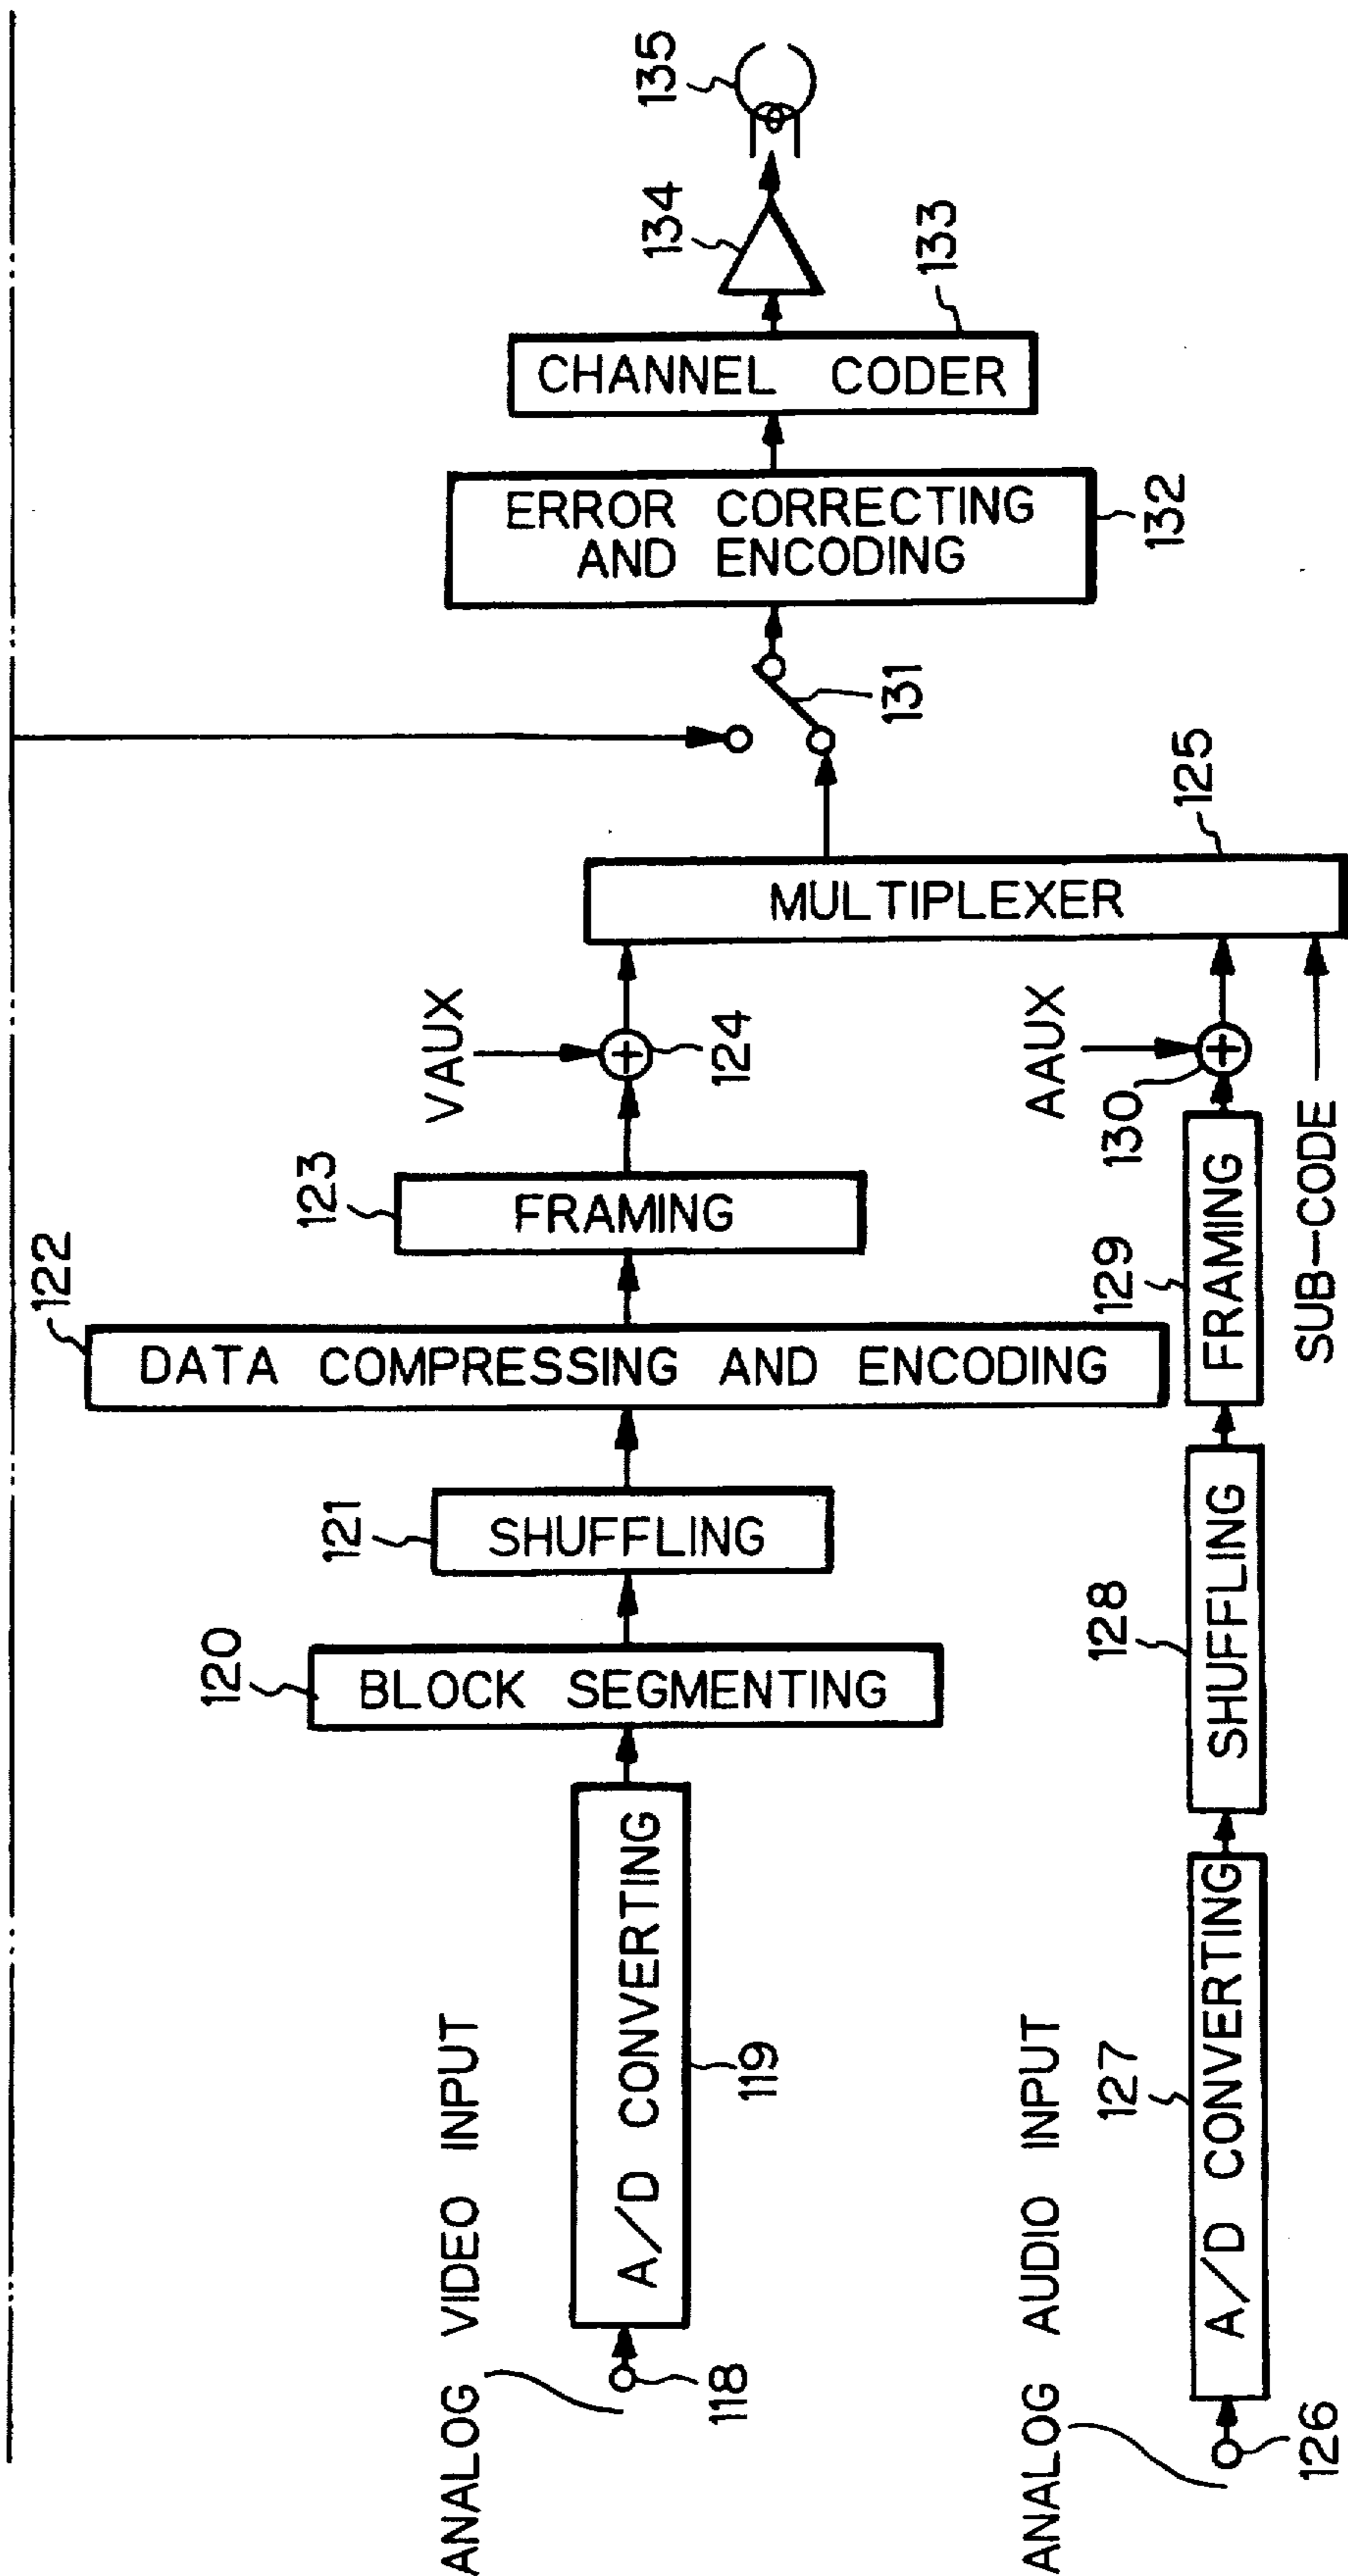 ANALOG VIDEO INPUT
118
A/D CONVERTING
119
120
BLOCK SEGMENTING
121
SHUFFLING
122
DATA COMPRESSING AND ENCODING
123
FRAMING
VAUX
124
ANALOG AUDIO INPUT
126
127
A/D CONVERTING
128
SHUFFLING
129
FRAMING
AAUX
130
SUB-CODE
MULTIPLEXER
125
131
ERROR CORRECTING
AND ENCODING
132
CHANNEL CODER
133
134
135